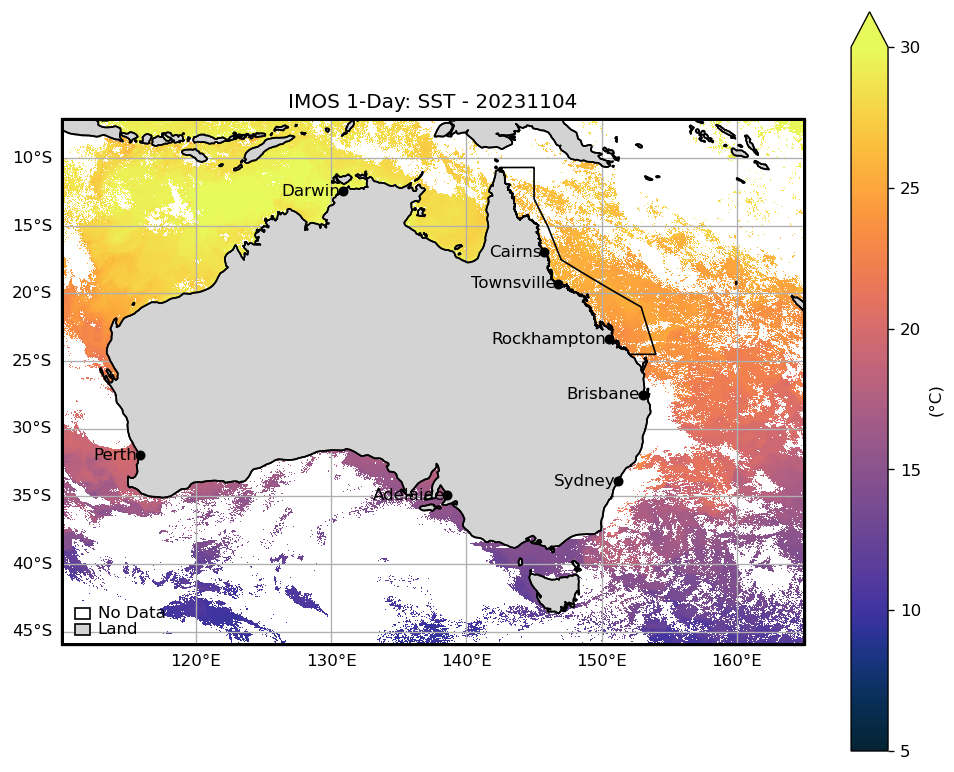 IMOS 1-Day: SST - 20231104
30
25
20
15
10
5
(°C)
10°S
15°S
20°S
25°S
30°S
35°S
40°S
45°S
Darwin
Cairns
Townsville
Rockhampton
Brisbane
Perth
Sydney
Adelaide
No Data
Land
120°E
130°E
140°E
150°E
160°E